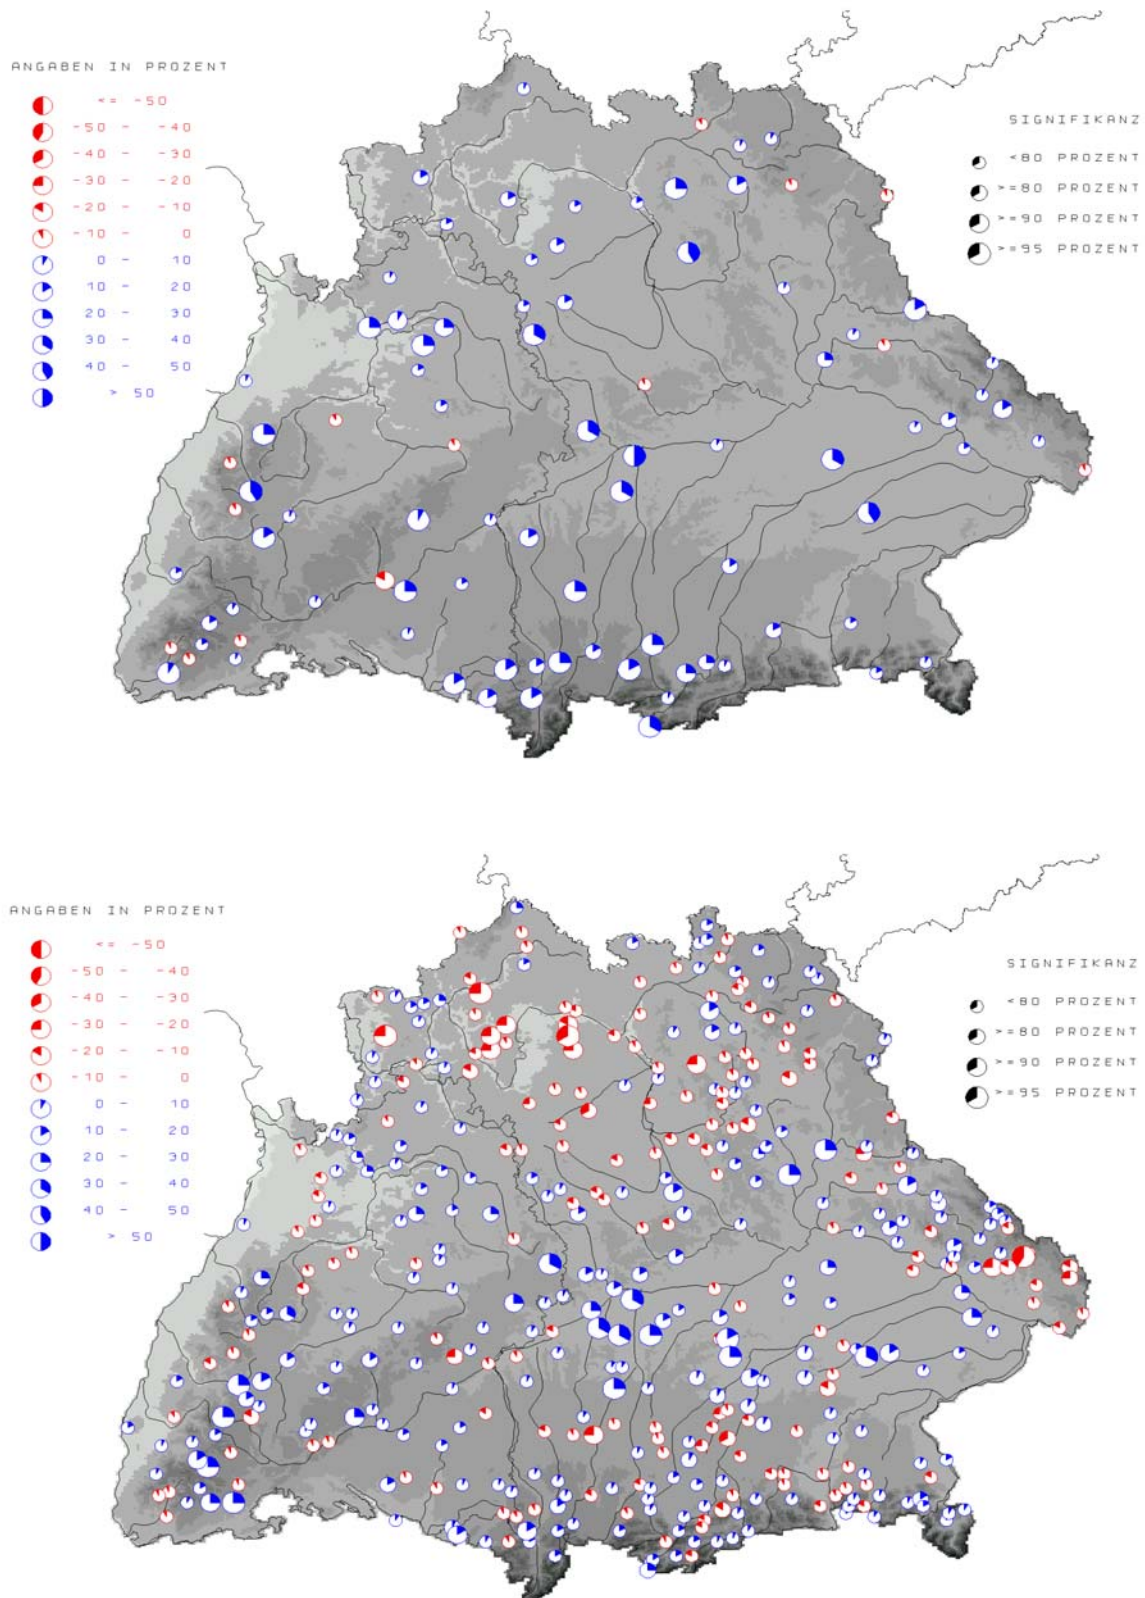 ANGABEN IN PROZENT
<= -50
-50 - -40
-40 - -30
-30 - -20
-20 - -10
-10 - 0
0 - 10
10 - 20
20 - 30
30 - 40
40 - 50
> 50
SIGNIFIKANZ
<80 PROZENT
>=80 PROZENT
>=90 PROZENT
>=95 PROZENT
ANGABEN IN PROZENT
<= -50
-50 - -40
-40 - -30
-30 - -20
-20 - -10
-10 - 0
0 - 10
10 - 20
20 - 30
30 - 40
40 - 50
> 50
SIGNIFIKANZ
<80 PROZENT
>=80 PROZENT
>=90 PROZENT
>=95 PROZENT